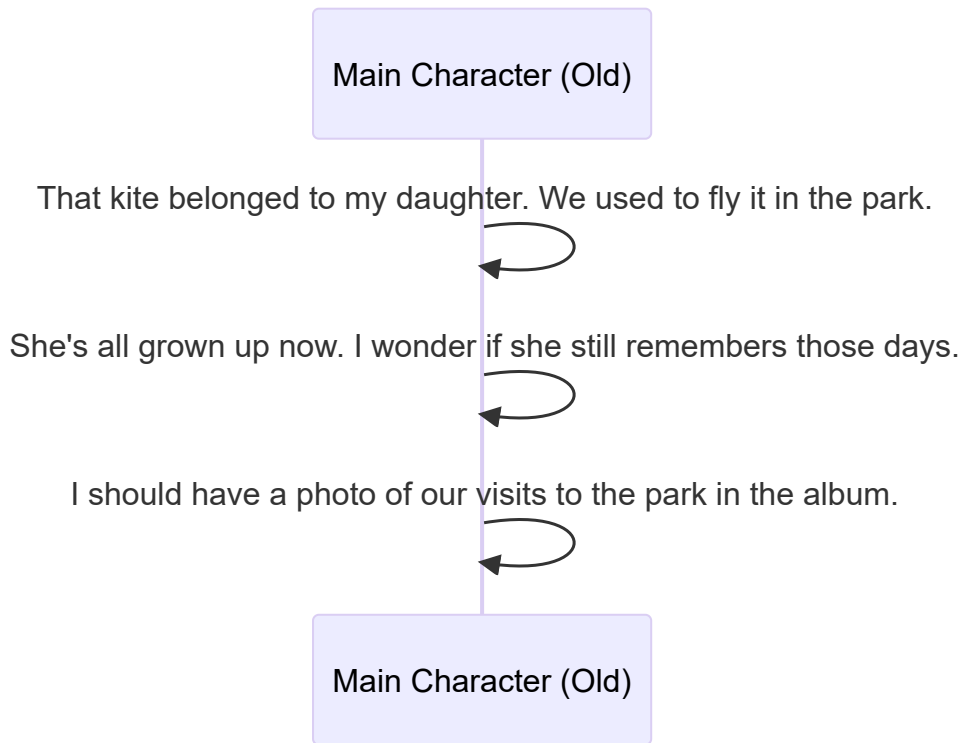 Main Character (Old)
That kite belonged to my daughter. We used to fly it in the park.
She's all grown up now. I wonder if she still remembers those days.
I should have a photo of our visits to the park in the album.
Main Character (Old)